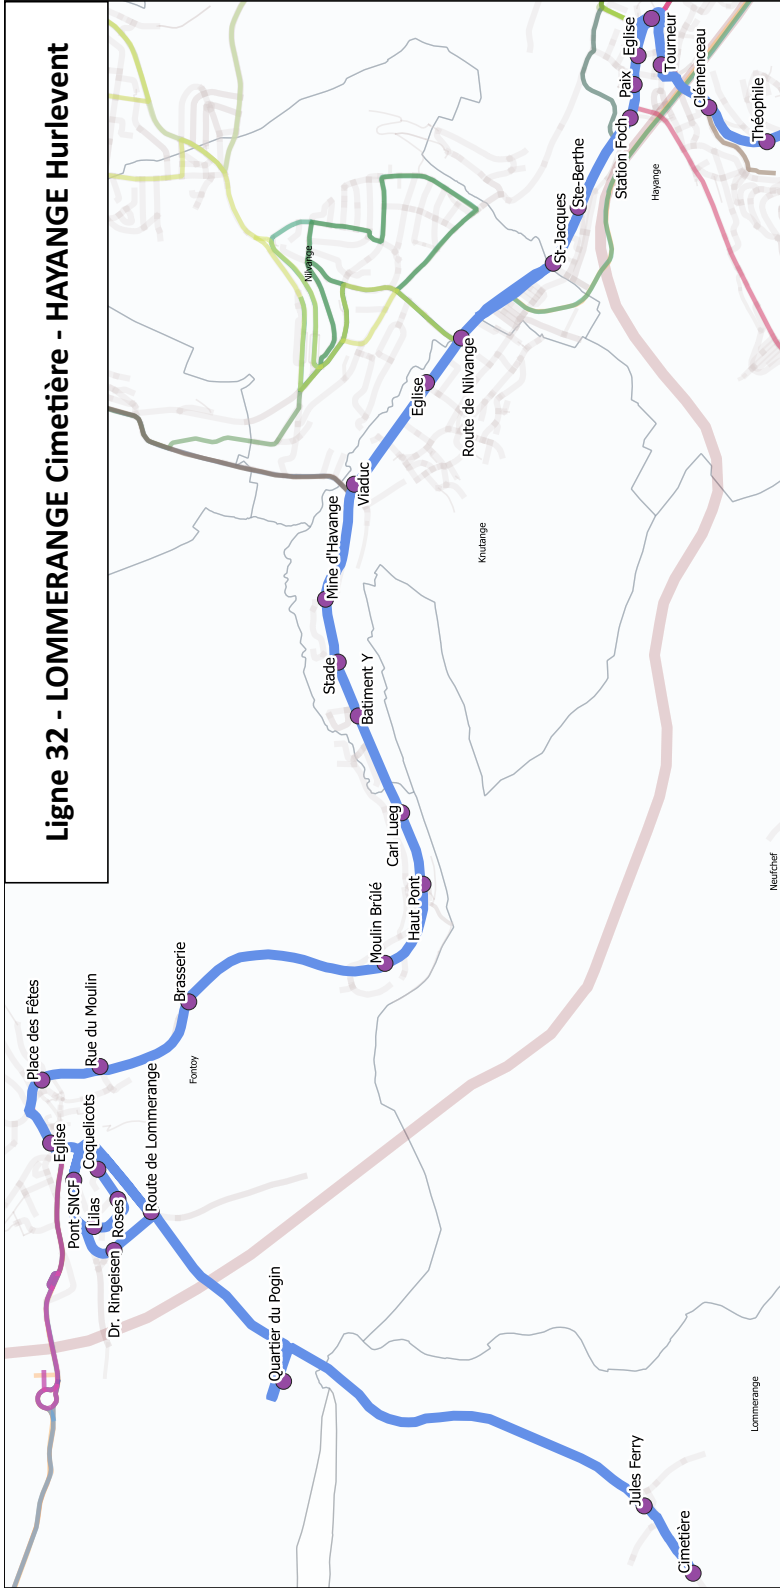 Ligne 32 - LOMMERANGE Cimetière - HAYANGE Hurlevent
Cimetière
Jules Ferry
Lommerange
Quartier du Pogin
Route de Lommerange
Dr. Ringeisen
Roses
Lilas
Pont SNCF
Coquelicots
Eglise
Place des Fêtes
Rue du Moulin
Fontoy
Brasserie
Moulin Brûlé
Haut Pont
Carl Lueg
Neufchef
Batiment Y
Stade
Mine d'Havange
Viaduc
Knutange
Eglise
Route de Nilvange
Nilvange
St-Jacques
Ste-Berthe
Station Foch
Hayange
Paix
Eglise
Tourneur
Clémenceau
Théophile